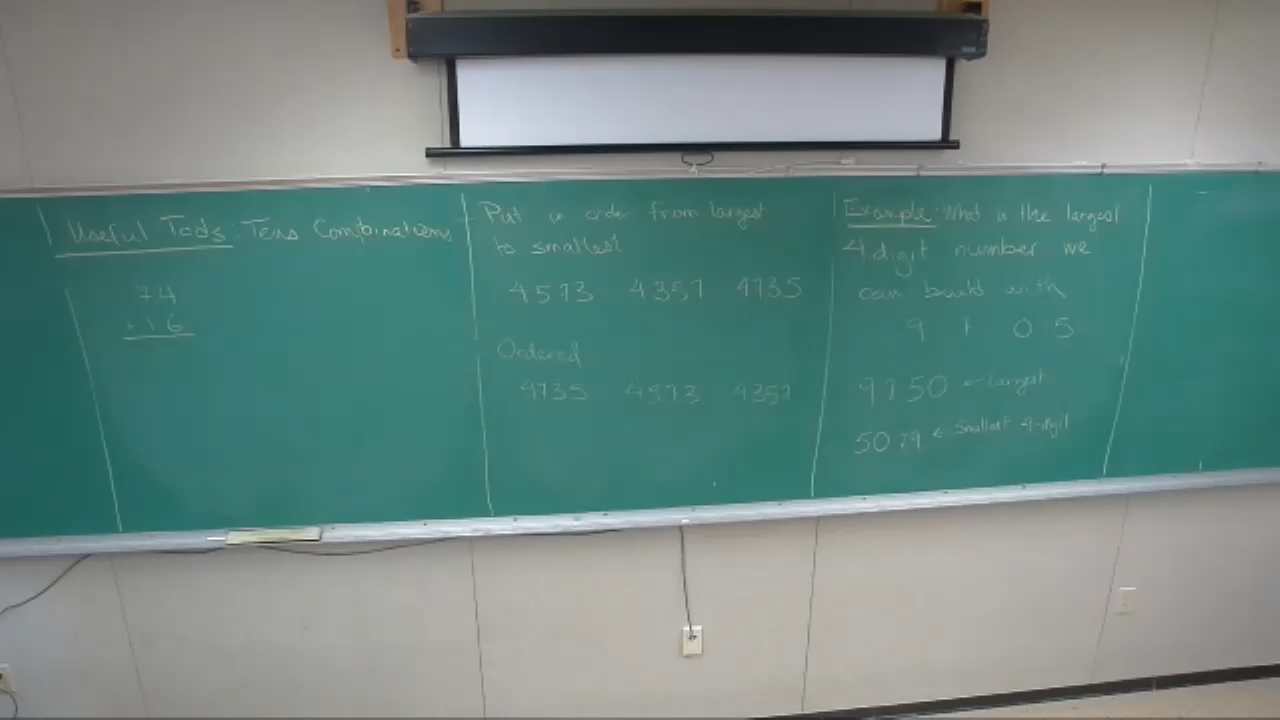 Useful Tools: Tens Combinations
74
+ 16
Put in order from largest
to smallest
4573 4357 4735
Ordered
4735 4573 4357
Example: What is the largest
4 digit number we
can build with
9 7 0 5
9750 ← Largest
5079 ← Smallest 4-digit